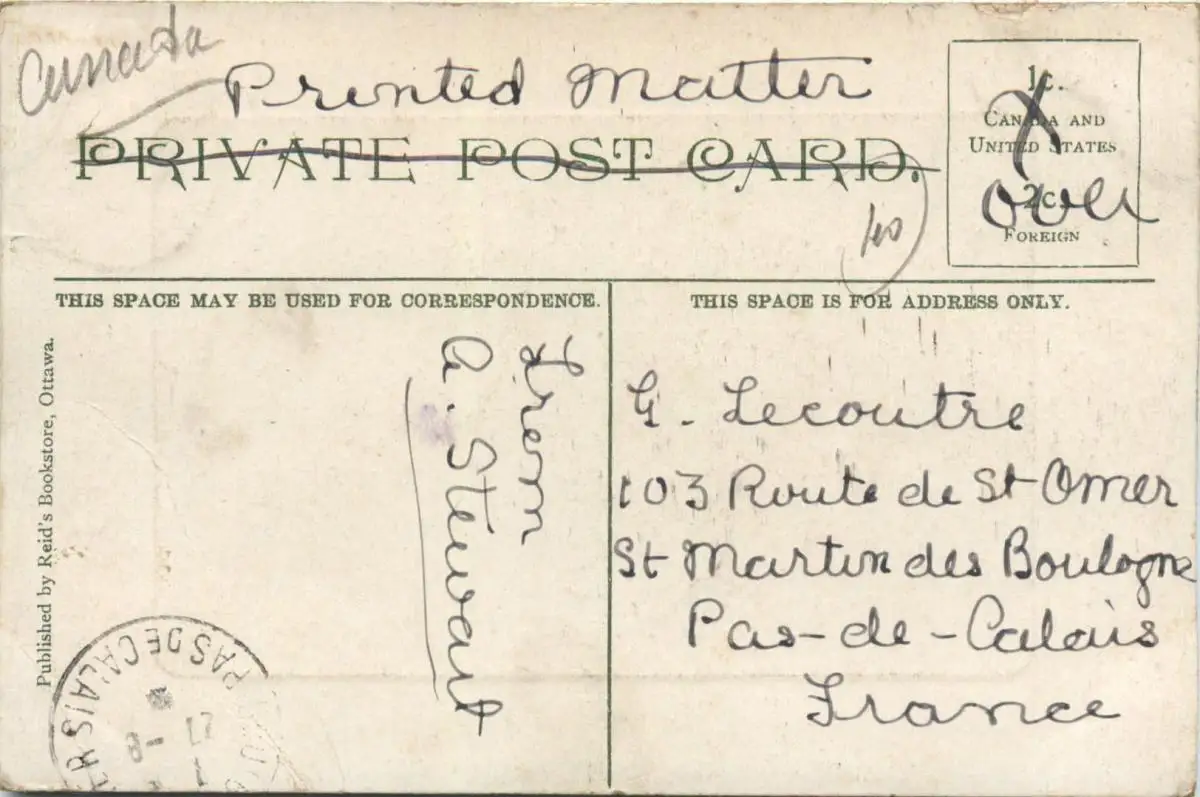 Canada
Printed Matter
PRIVATE POST CARD.
1c.
CANADA AND
UNITED STATES
2c.
FOREIGN
X
over
THIS SPACE MAY BE USED FOR CORRESPONDENCE.
THIS SPACE IS FOR ADDRESS ONLY.
From
A. Stewart
G. Lecoutre
103 Route de St Omer
St Martin des Boulogne
Pas-de-Calais
France
Published by Reid's Bookstore, Ottawa.
PAS DE CALAIS